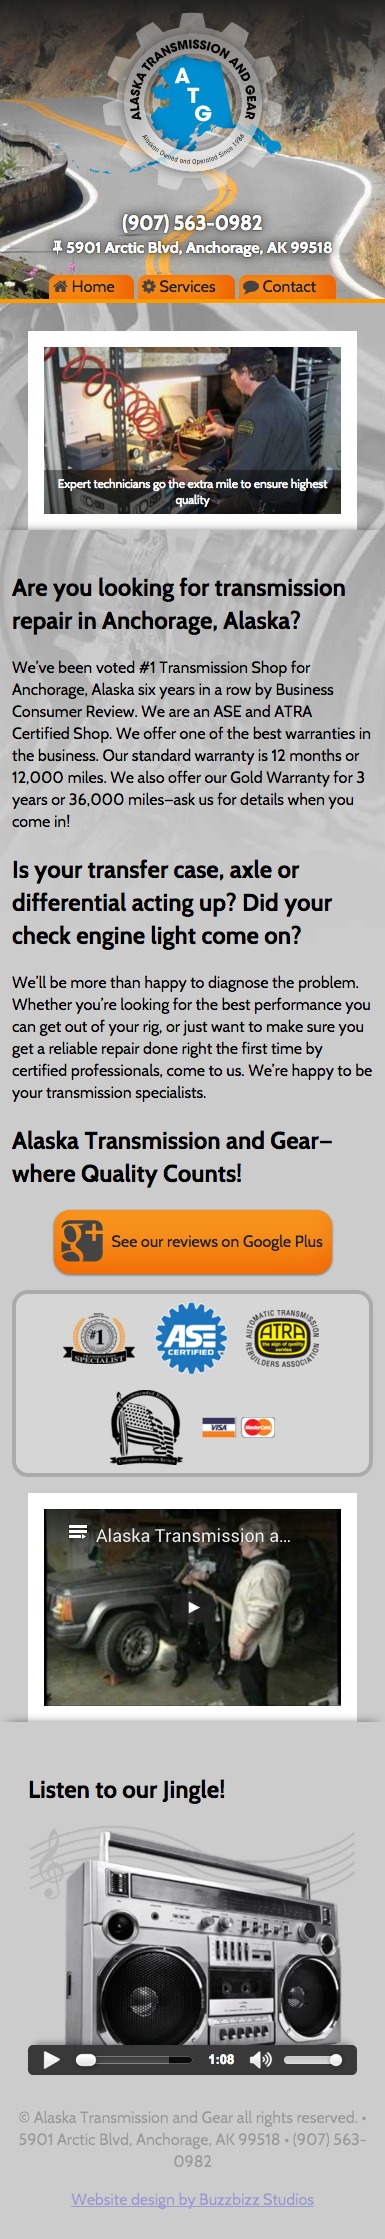 ALASKA TRANSMISSION AND GEAR
A
T
G
Alaskan Owned and Operated Since 1986
(907) 563-0982
5901 Arctic Blvd, Anchorage, AK 99518
Home Services Contact
Expert technicians go the extra mile to ensure highest
quality
Are you looking for transmission
repair in Anchorage, Alaska?
We've been voted #1 Transmission Shop for
Anchorage, Alaska six years in a row by Business
Consumer Review. We are an ASE and ATRA
Certified Shop. We offer one of the best warranties in
the business. Our standard warranty is 12 months or
12,000 miles. We also offer our Gold Warranty for 3
years or 36,000 miles—ask us for details when you
come in!
Is your transfer case, axle or
differential acting up? Did your
check engine light come on?
We'll be more than happy to diagnose the problem.
Whether you're looking for the best performance you
can get out of your rig, or just want to make sure you
get a reliable repair done right the first time by
certified professionals, come to us. We're happy to be
your transmission specialists.
Alaska Transmission and Gear—
where Quality Counts!
g+ See our reviews on Google Plus
#1
SPECIALIST
ASE
CERTIFIED
AUTOMATIC TRANSMISSION
ATRA
the sign of quality
service
REBUILDERS ASSOCIATION
VISA MasterCard
Alaska Transmission a...
Listen to our Jingle!
1:08
© Alaska Transmission and Gear all rights reserved. •
5901 Arctic Blvd, Anchorage, AK 99518 • (907) 563-
0982
Website design by Buzzbizz Studios